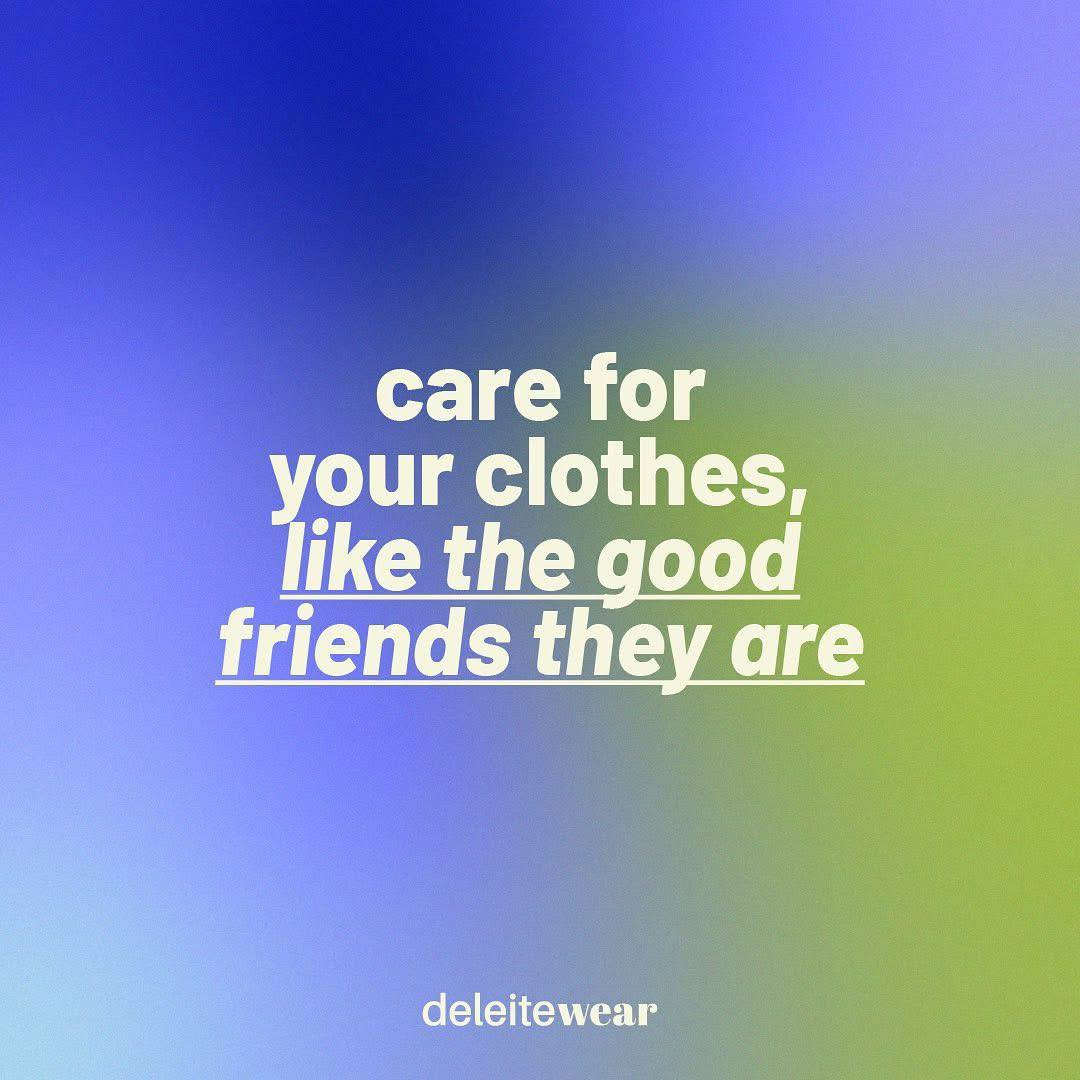 care for
your clothes,
like the good
friends they are
deleitewear